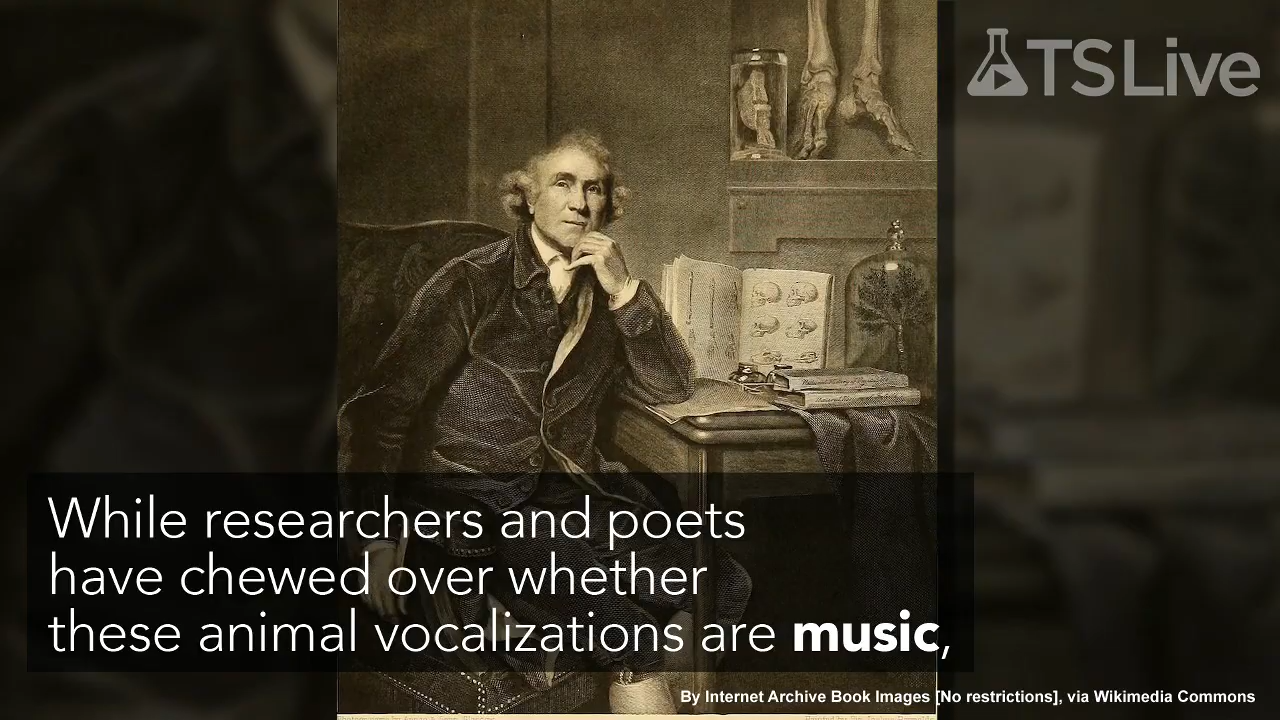 TSLive
While researchers and poets
have chewed over whether
these animal vocalizations are music,
By Internet Archive Book Images [No restrictions], via Wikimedia Commons